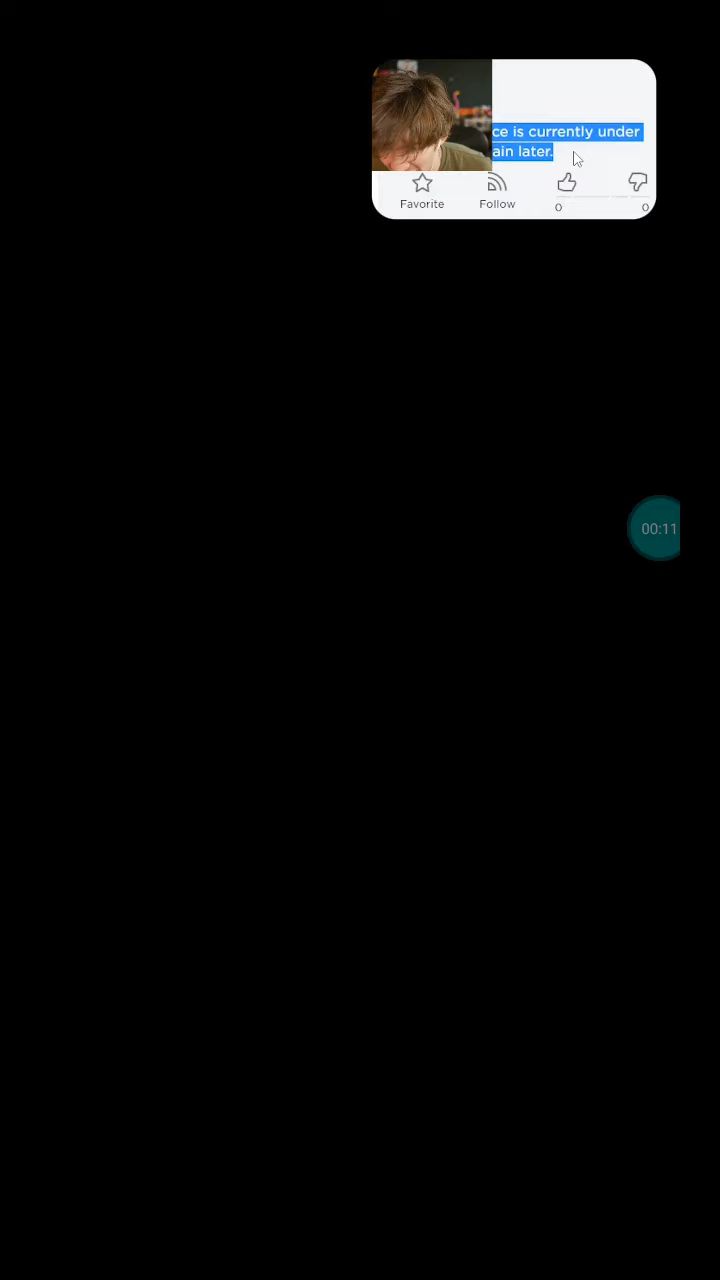 ce is currently under
ain later.
Favorite
Follow
0
0
00:11